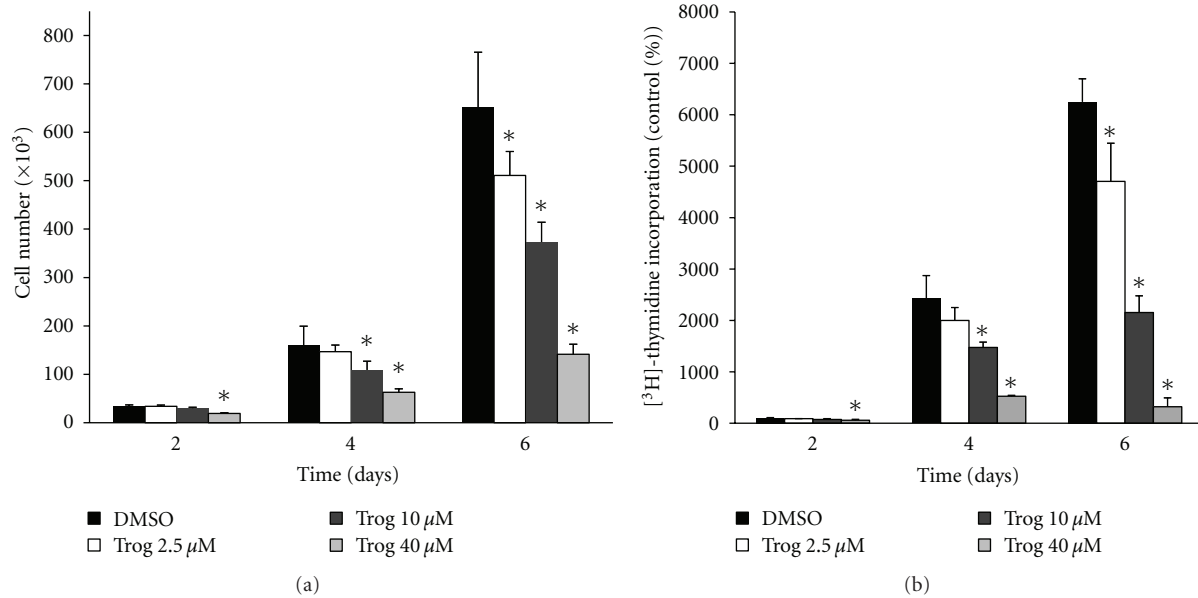 Cell number (×10³)
800
700
600
500
400
300
200
100
0
* * * * * *
2 4 6
Time (days)
DMSO
Trog 2.5 μM
Trog 10 μM
Trog 40 μM
(a)
[³H]-thymidine incorporation (control (%))
8000
7000
6000
5000
4000
3000
2000
1000
0
* * * * * *
2 4 6
Time (days)
DMSO
Trog 2.5 μM
Trog 10 μM
Trog 40 μM
(b)